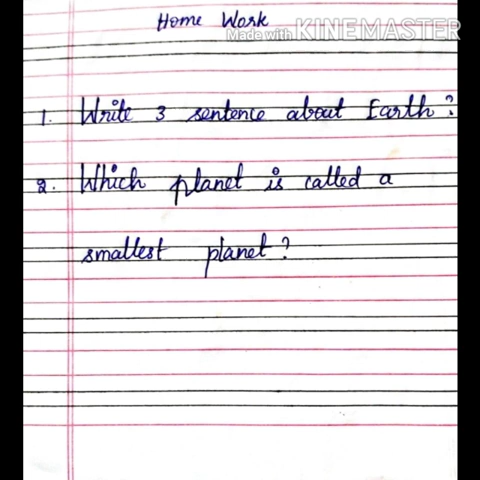 Home Work
Made with KINEMASTER
1. Write 3 sentence about Earth?
2. Which planet is called a
smallest planet?